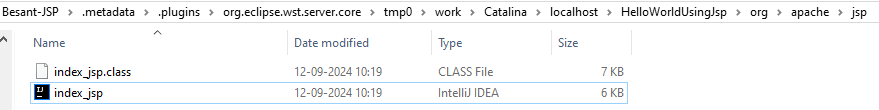 Besant-JSP > .metadata > .plugins > org.eclipse.wst.server.core > tmp0 > work > Catalina > localhost > HelloWorldUsingJsp > org > apache > jsp
Name Date modified Type Size
index_jsp.class 12-09-2024 10:19 CLASS File 7 KB
index_jsp 12-09-2024 10:19 IntelliJ IDEA 6 KB